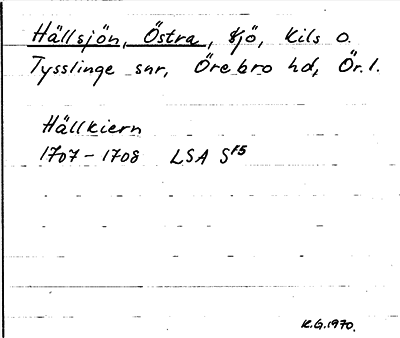 Hällsjön, Östra, sjö, Kils o.
Tysslinge snr, Örebro hd, Ör. l.
Hällkiern
1707-1708 LSA S¹⁵
K.G. 1970.